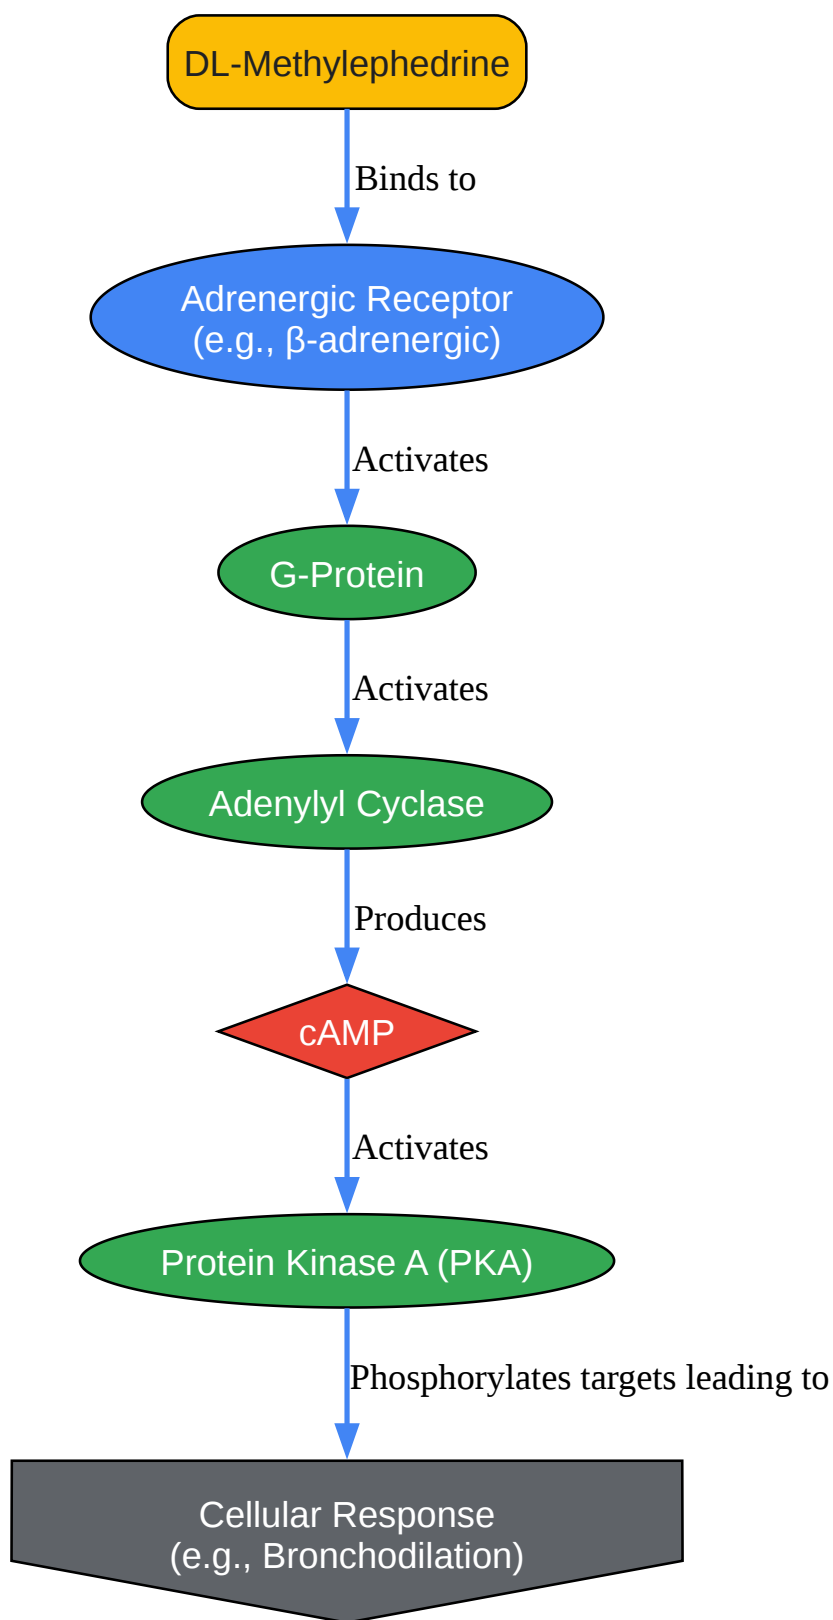 DL-Methylephedrine
Binds to
Adrenergic Receptor
(e.g., β-adrenergic)
Activates
G-Protein
Activates
Adenylyl Cyclase
Produces
cAMP
Activates
Protein Kinase A (PKA)
Phosphorylates targets leading to
Cellular Response
(e.g., Bronchodilation)